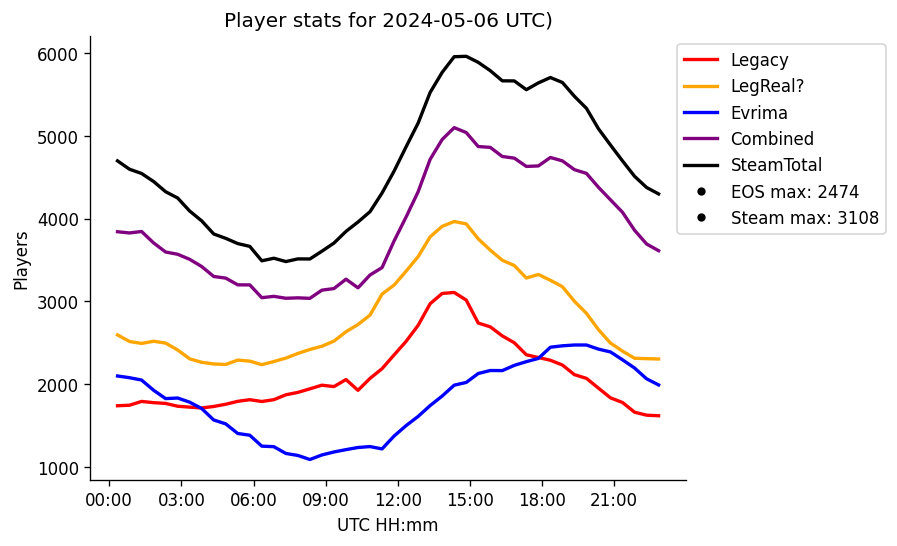 Player stats for 2024-05-06 UTC)
6000
5000
4000
3000
2000
1000
Players
00:00 03:00 06:00 09:00 12:00 15:00 18:00 21:00
UTC HH:mm
Legacy
LegReal?
Evrima
Combined
SteamTotal
EOS max: 2474
Steam max: 3108